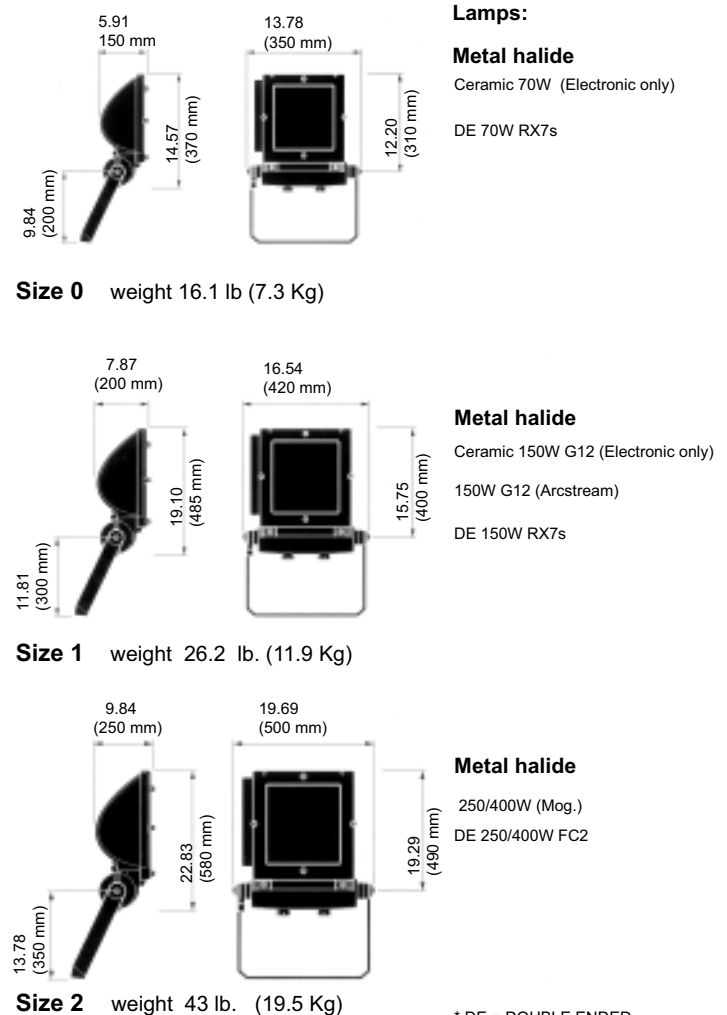 Lamps:
5.91
150 mm)
13.78
(350 mm)
14.57
(370 mm)
12.20
(310 mm)
9.84
(200 mm)
Metal halide
Ceramic 70W (Electronic only)
DE 70W RX7s
Size 0 weight 16.1 lb (7.3 Kg)
7.87
(200 mm)
16.54
(420 mm)
19.10
(485 mm)
15.75
(400 mm)
11.81
(300 mm)
Metal halide
Ceramic 150W G12 (Electronic only)
150W G12 (Arcstream)
DE 150W RX7s
Size 1 weight 26.2 lb. (11.9 Kg)
9.84
(250 mm)
19.69
(500 mm)
22.83
(580 mm)
19.29
(490 mm)
13.78
(350 mm)
Metal halide
250/400W (Mog.)
DE 250/400W FC2
Size 2 weight 43 lb. (19.5 Kg)
* DE = DOUBLE ENDED